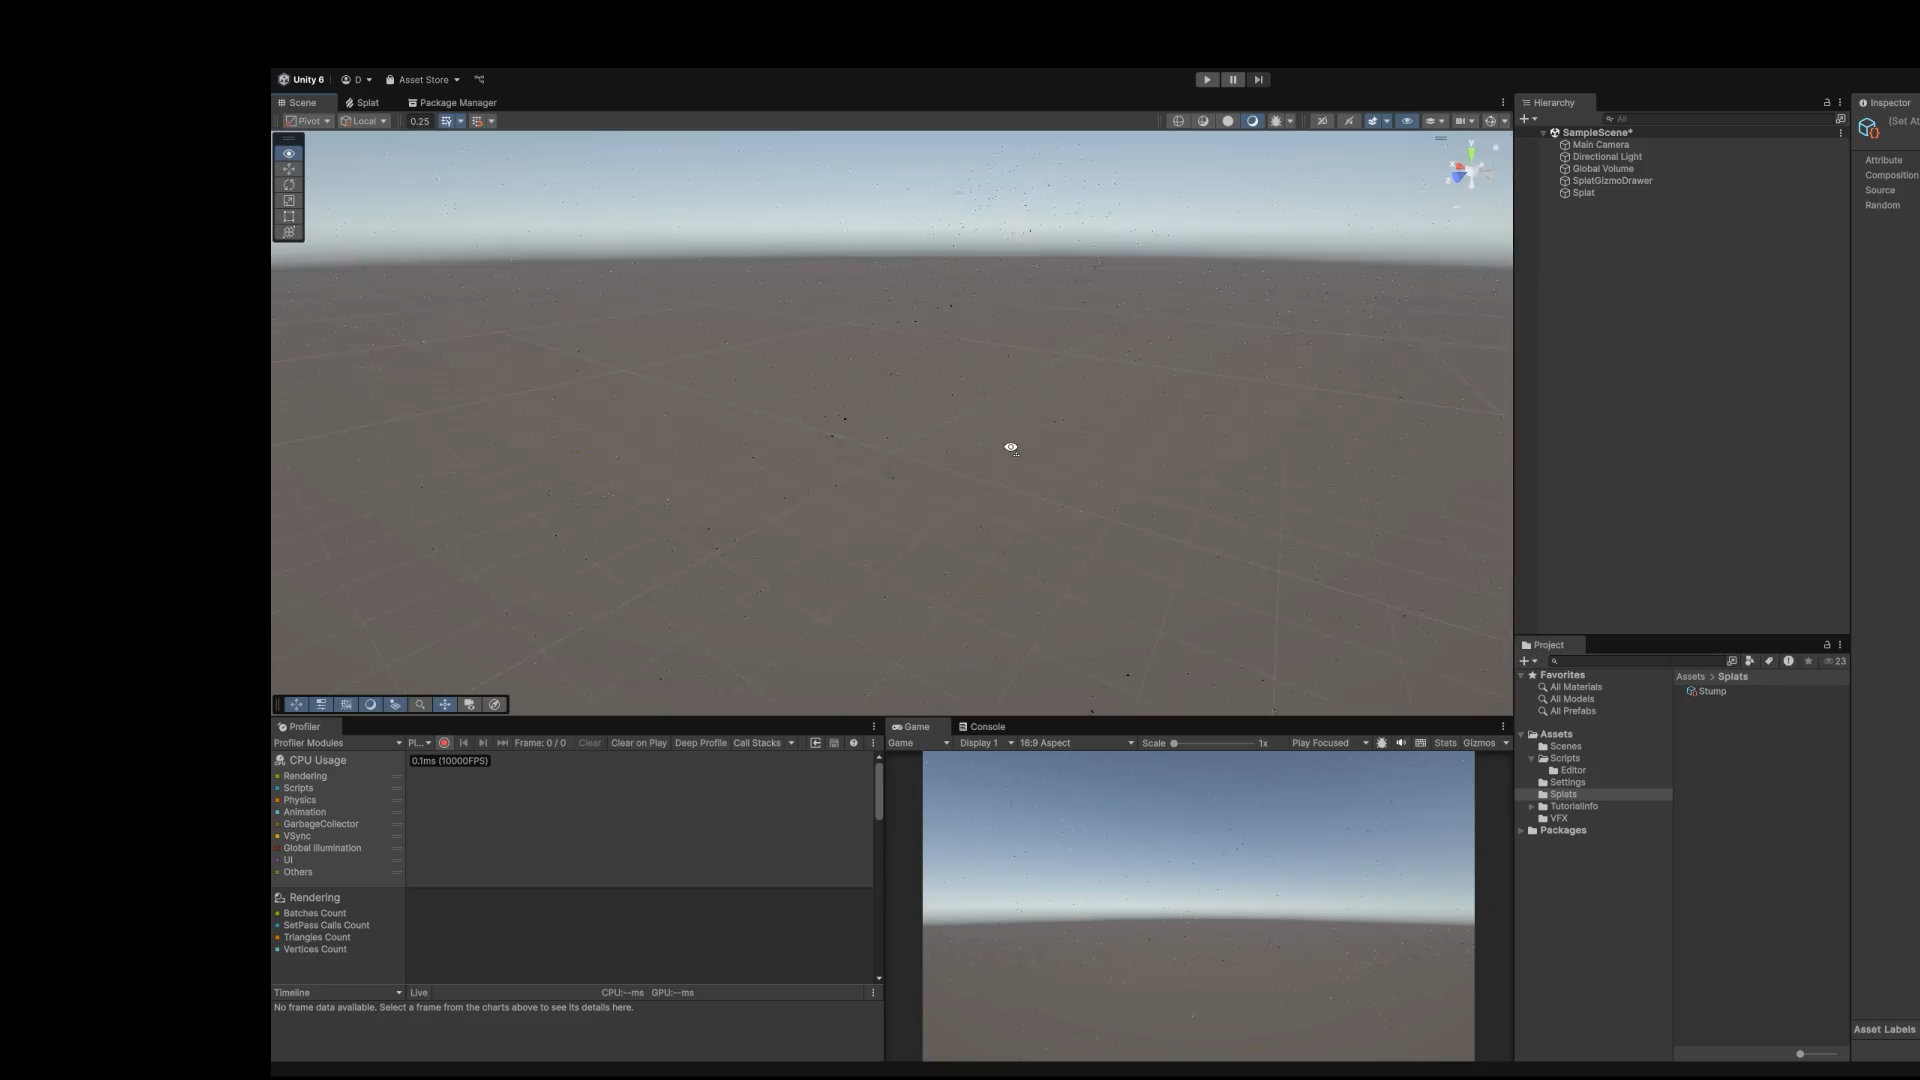 Unity 6
D
Asset Store
Scene
Splat
Package Manager
Pivot
Local
0.25
Y
X
Z
Hierarchy
All
SampleScene*
Main Camera
Directional Light
Global Volume
SplatGizmoDrawer
Splat
Inspector
(Set At
Attribute
Composition
Source
Random
Project
23
Favorites
All Materials
All Models
All Prefabs
Assets
Scenes
Scripts
Editor
Settings
Splats
TutorialInfo
VFX
Packages
Assets > Splats
Stump
Asset Labels
Profiler
Profiler Modules
Pl...
Frame: 0 / 0
Clear
Clear on Play
Deep Profile
Call Stacks
CPU Usage
0.1ms (10000FPS)
Rendering
Scripts
Physics
Animation
GarbageCollector
VSync
Global Illumination
UI
Others
Rendering
Batches Count
SetPass Calls Count
Triangles Count
Vertices Count
Timeline
Live
CPU:--ms GPU:--ms
No frame data available. Select a frame from the charts above to see its details here.
Game
Console
Game
Display 1
16:9 Aspect
Scale
1x
Play Focused
Stats
Gizmos